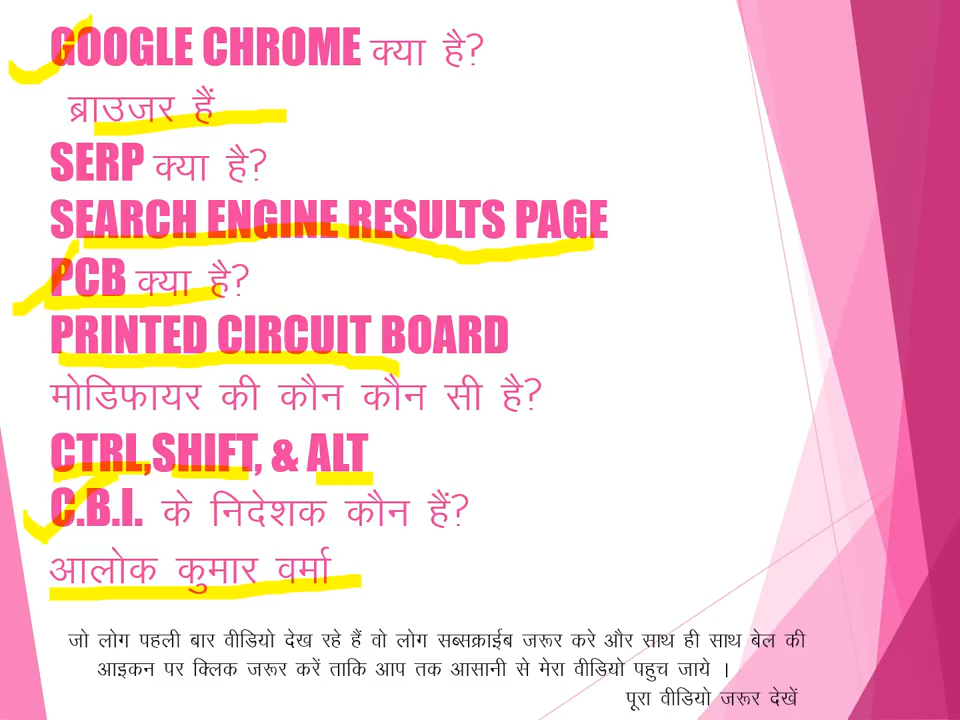 GOOGLE CHROME क्या है?
ब्राउजर हैं
SERP क्या है?
SEARCH ENGINE RESULTS PAGE
PCB क्या है?
PRINTED CIRCUIT BOARD
मोडिफायर की कौन कौन सी है?
CTRL,SHIFT, & ALT
C.B.I. के निदेशक कौन हैं?
आलोक कुमार वर्मा
जो लोग पहली बार वीडियो देख रहे हैं वो लोग सब्सक्राईब जरूर करे और साथ ही साथ बेल की
आइकन पर क्लिक जरूर करें ताकि आप तक आसानी से मेरा वीडियो पहुच जाये ।
पूरा वीडियो जरूर देखें